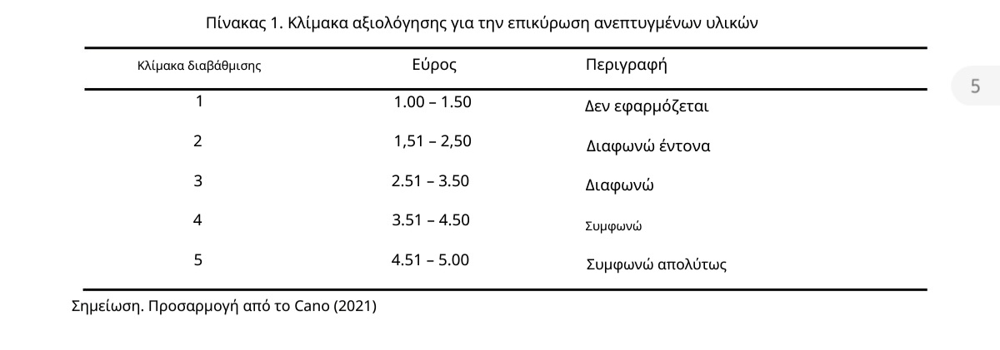 Πίνακας 1. Κλίμακα αξιολόγησης για την επικύρωση ανεπτυγμένων υλικών
Κλίμακα διαβάθμισης Εύρος Περιγραφή
5
1 1.00 – 1.50 Δεν εφαρμόζεται
2 1,51 – 2,50 Διαφωνώ έντονα
3 2.51 – 3.50 Διαφωνώ
4 3.51 – 4.50 Συμφωνώ
5 4.51 – 5.00 Συμφωνώ απολύτως
Σημείωση. Προσαρμογή από το Cano (2021)